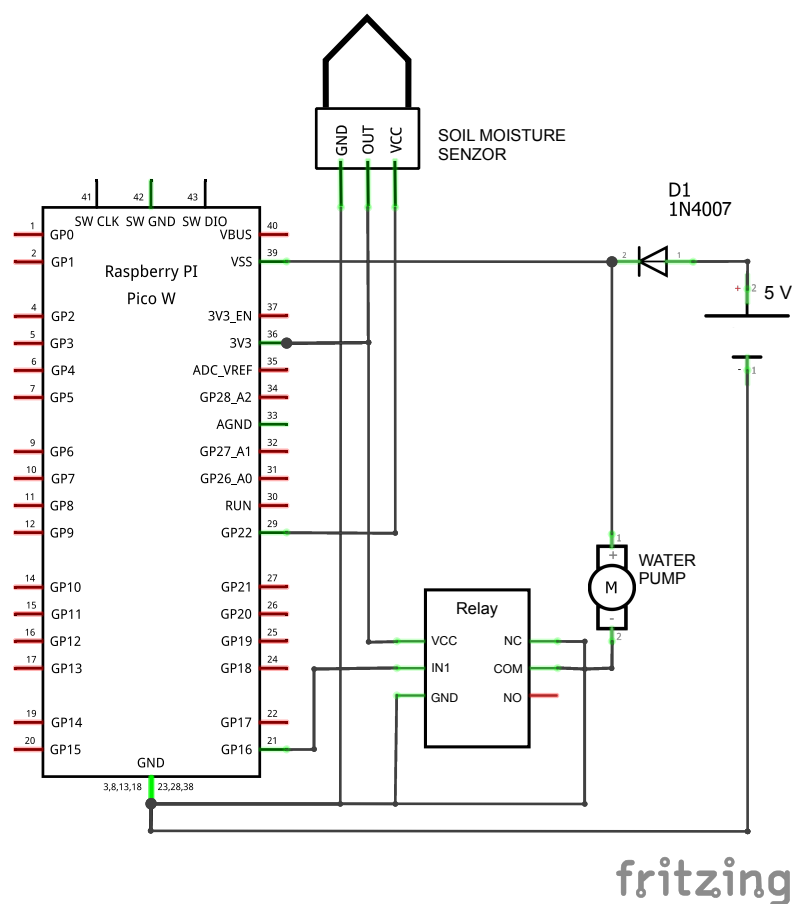 GND OUT VCC
SOIL MOISTURE
SENZOR
D1
1N4007
41 42 43
SW CLK SW GND SW DIO
1 GP0 VBUS 40
2 GP1 VSS 39
Raspberry PI
Pico W
4 GP2 3V3_EN 37
5 GP3 3V3 36
6 GP4 ADC_VREF 35
7 GP5 GP28_A2 34
AGND 33
9 GP6 GP27_A1 32
10 GP7 GP26_A0 31
11 GP8 RUN 30
12 GP9 GP22 29
14 GP10 GP21 27
15 GP11 GP20 26
16 GP12 GP19 25
17 GP13 GP18 24
19 GP14 GP17 22
20 GP15 GP16 21
GND
3,8,13,18 23,28,38
2 1
+ 2
5 V
- 1
1
+
M
-
2
WATER
PUMP
Relay
VCC NC
IN1 COM
GND NO
fritzing